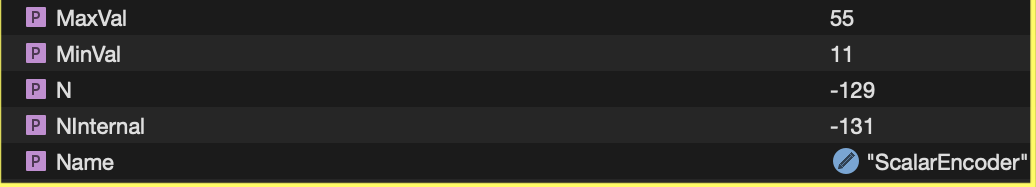 P MaxVal 55
P MinVal 11
P N -129
P NInternal -131
P Name "ScalarEncoder"